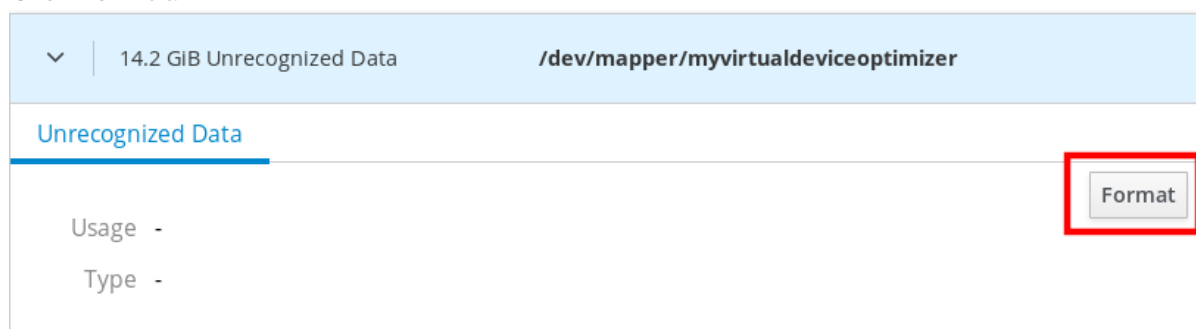 14.2 GiB Unrecognized Data /dev/mapper/myvirtualdeviceoptimizer
Unrecognized Data
Format
Usage -
Type -